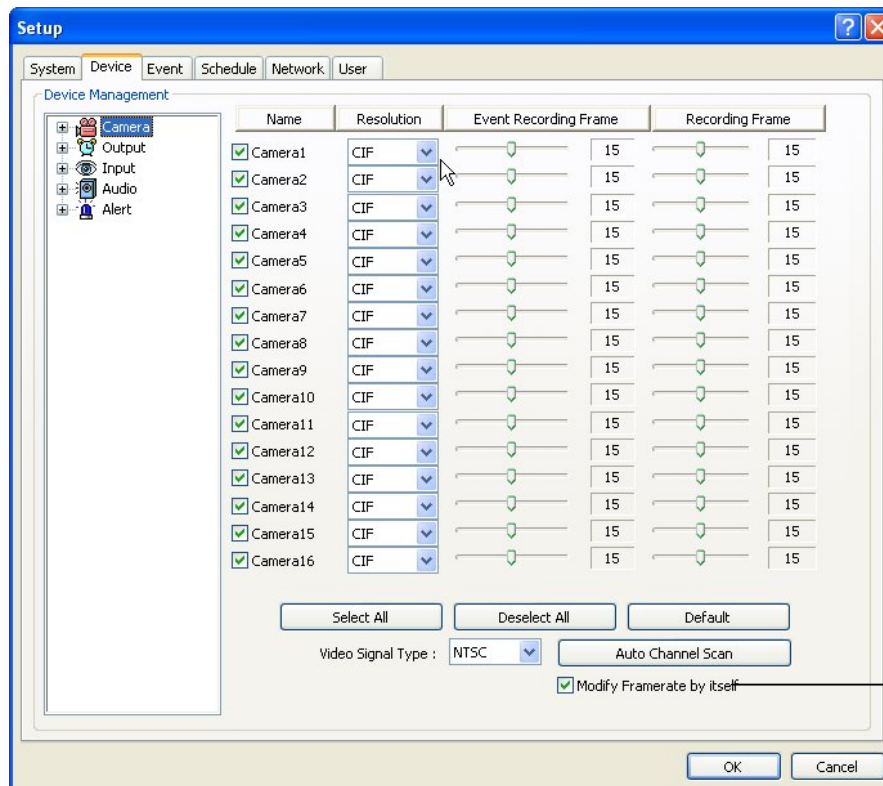 Setup
System Device Event Schedule Network User
Device Management
Camera
Output
Input
Audio
Alert
Name Resolution Event Recording Frame Recording Frame
Camera1 CIF 15 15
Camera2 CIF 15 15
Camera3 CIF 15 15
Camera4 CIF 15 15
Camera5 CIF 15 15
Camera6 CIF 15 15
Camera7 CIF 15 15
Camera8 CIF 15 15
Camera9 CIF 15 15
Camera10 CIF 15 15
Camera11 CIF 15 15
Camera12 CIF 15 15
Camera13 CIF 15 15
Camera14 CIF 15 15
Camera15 CIF 15 15
Camera16 CIF 15 15
Select All Deselect All Default
Video Signal Type : NTSC Auto Channel Scan
Modify Framerate by itself
OK Cancel